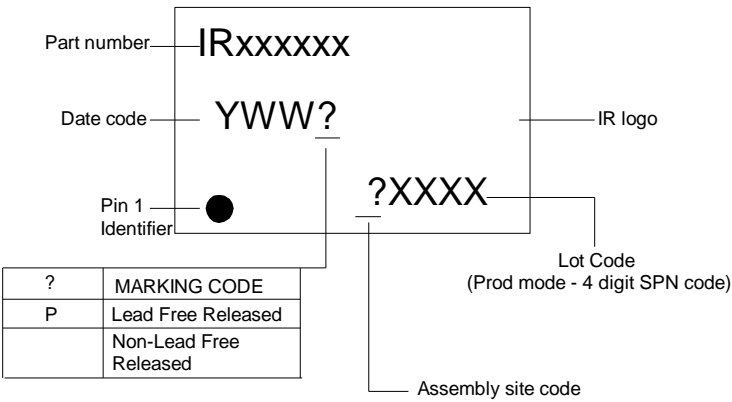 Part number
IRxxxxxx
Date code
YWW?
IR logo
?XXXX
Pin 1
Identifier
Lot Code
(Prod mode - 4 digit SPN code)
? MARKING CODE
P Lead Free Released
Non-Lead Free
Released
Assembly site code